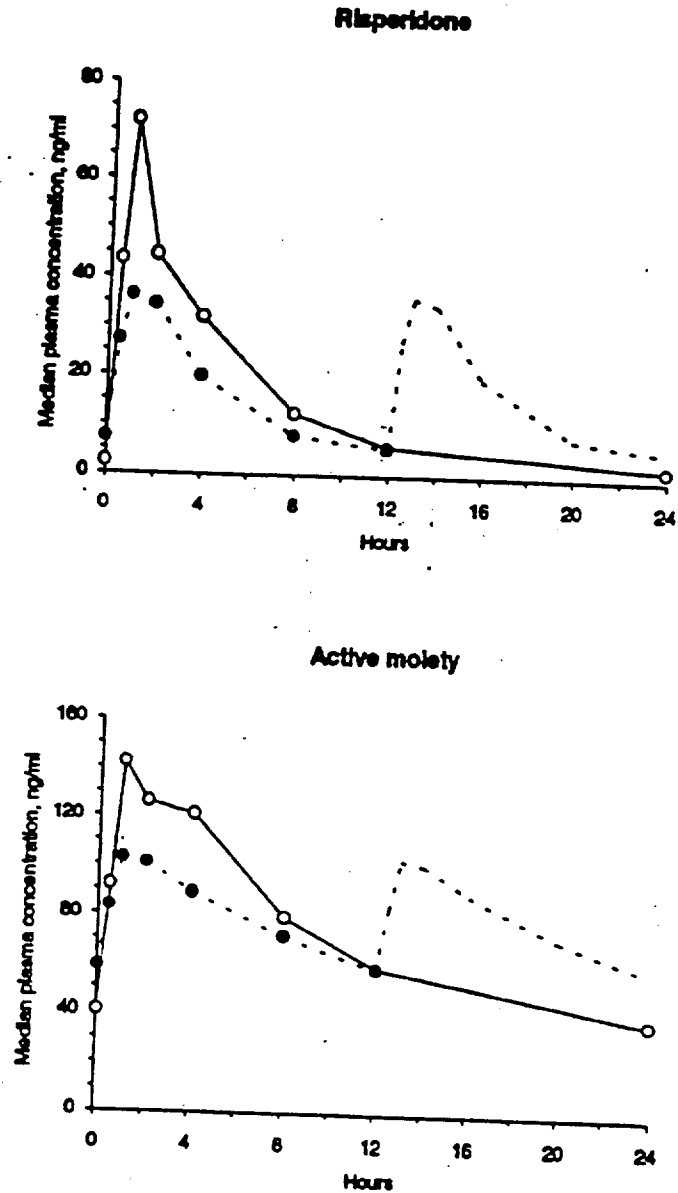 Risperidone
Median plasma concentration, ng/ml
80
60
40
20
0
0 4 8 12 16 20 24
Hours
Active moiety
Median plasma concentration, ng/ml
160
120
80
40
0
0 4 8 12 16 20 24
Hours